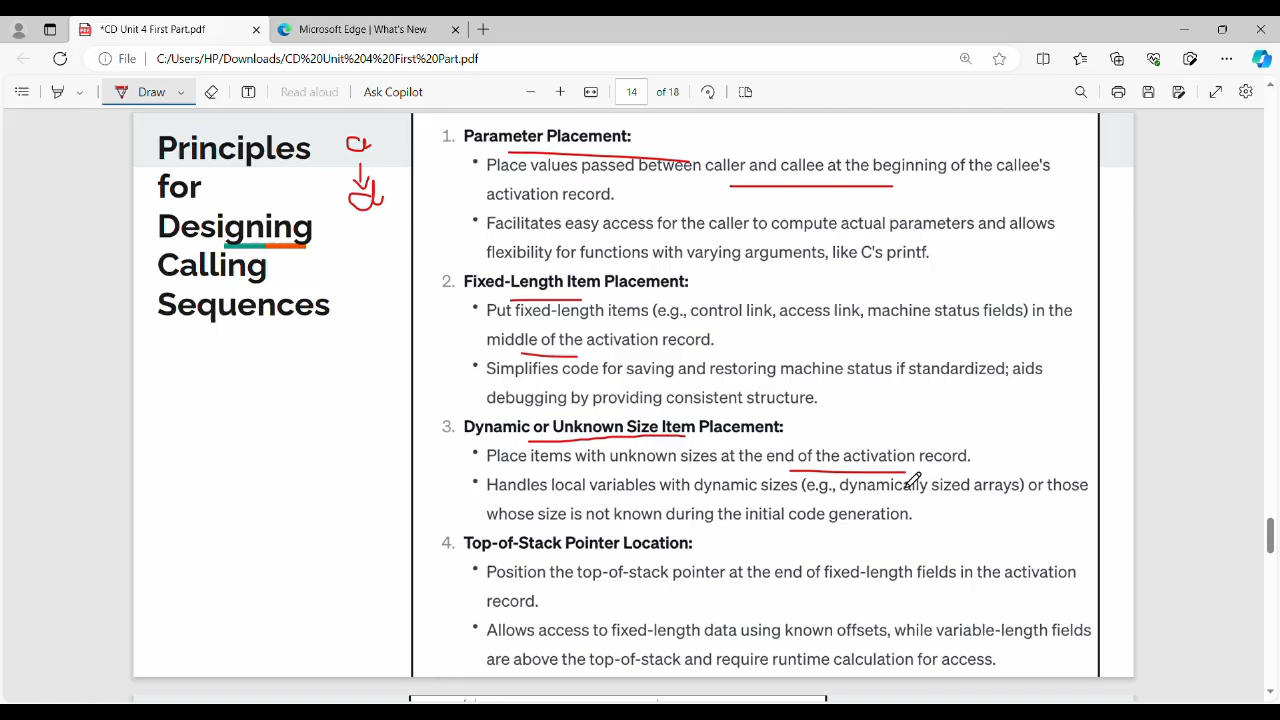 *CD Unit 4 First Part.pdf
Microsoft Edge | What's New
File
C:/Users/HP/Downloads/CD%20Unit%204%20First%20Part.pdf
Draw
Read aloud
Ask Copilot
14
of 18
Principles
for
Designing
Calling
Sequences
1. Parameter Placement:
• Place values passed between caller and callee at the beginning of the callee's
activation record.
• Facilitates easy access for the caller to compute actual parameters and allows
flexibility for functions with varying arguments, like C's printf.
2. Fixed-Length Item Placement:
• Put fixed-length items (e.g., control link, access link, machine status fields) in the
middle of the activation record.
• Simplifies code for saving and restoring machine status if standardized; aids
debugging by providing consistent structure.
3. Dynamic or Unknown Size Item Placement:
• Place items with unknown sizes at the end of the activation record.
• Handles local variables with dynamic sizes (e.g., dynamically sized arrays) or those
whose size is not known during the initial code generation.
4. Top-of-Stack Pointer Location:
• Position the top-of-stack pointer at the end of fixed-length fields in the activation
record.
• Allows access to fixed-length data using known offsets, while variable-length fields
are above the top-of-stack and require runtime calculation for access.